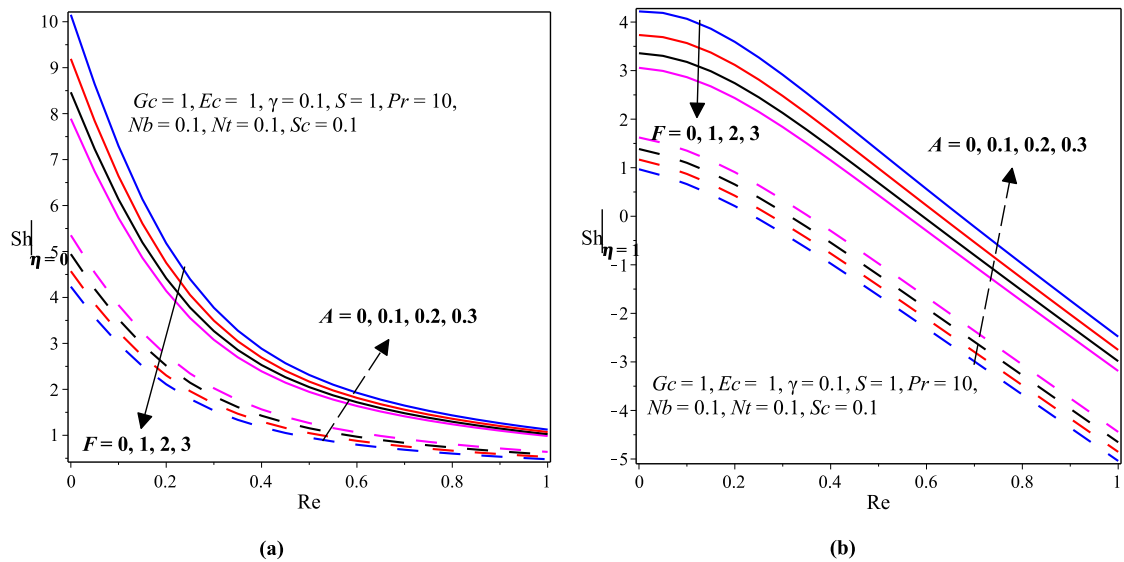 10
9
8
7
6
5
4
3
2
1
Sh|η = 0
Gc = 1, Ec = 1, γ = 0.1, S = 1, Pr = 10,
Nb = 0.1, Nt = 0.1, Sc = 0.1
A = 0, 0.1, 0.2, 0.3
F = 0, 1, 2, 3
0 0.2 0.4 0.6 0.8 1
Re
(a)
4
3
2
1
0
−1
−2
−3
−4
−5
Sh|η = 1
F = 0, 1, 2, 3
A = 0, 0.1, 0.2, 0.3
Gc = 1, Ec = 1, γ = 0.1, S = 1, Pr = 10,
Nb = 0.1, Nt = 0.1, Sc = 0.1
0 0.2 0.4 0.6 0.8 1
Re
(b)